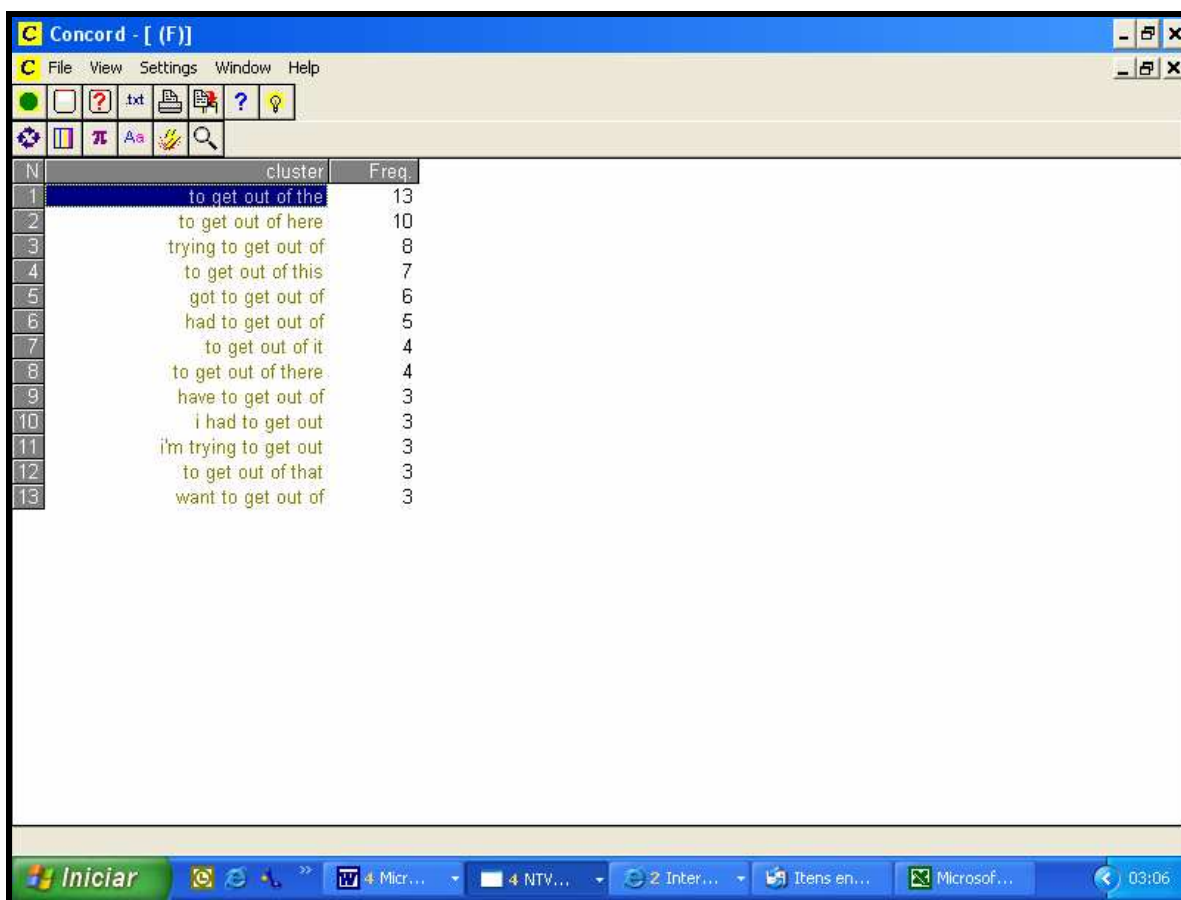 C Concord - [ (F)]
C File View Settings Window Help
? .txt ?
π Aa
N cluster Freq.
1 to get out of the 13
2 to get out of here 10
3 trying to get out of 8
4 to get out of this 7
5 got to get out of 6
6 had to get out of 5
7 to get out of it 4
8 to get out of there 4
9 have to get out of 3
10 i had to get out 3
11 i'm trying to get out 3
12 to get out of that 3
13 want to get out of 3
Iniciar » W 4 Micr... 4 NTV... 2 Inter... Itens en... Microsof... 03:06